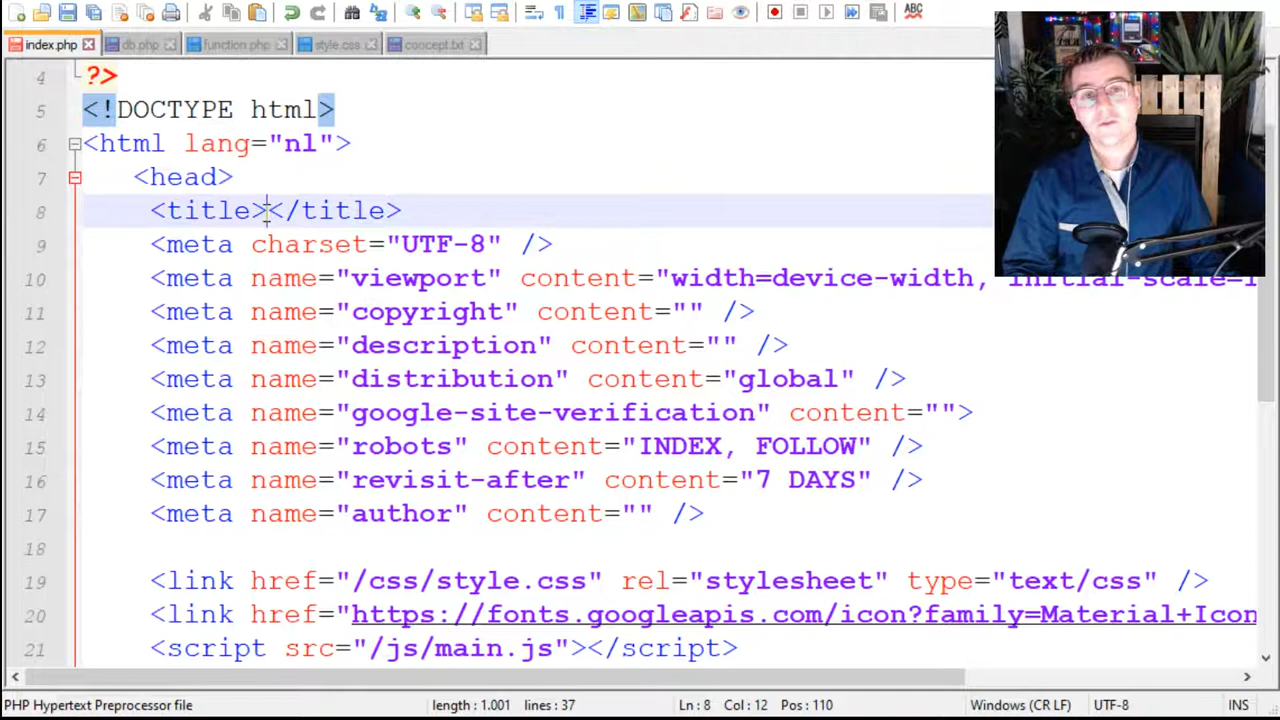 ABC
index.php db.php function.php style.css coocept.txt
4 ?>
5 <!DOCTYPE html>
6 <html lang="nl">
7 <head>
8 <title></title>
9 <meta charset="UTF-8" />
10 <meta name="viewport" content="width=device-width, initial-scale=1
11 <meta name="copyright" content="" />
12 <meta name="description" content="" />
13 <meta name="distribution" content="global" />
14 <meta name="google-site-verification" content="">
15 <meta name="robots" content="INDEX, FOLLOW" />
16 <meta name="revisit-after" content="7 DAYS" />
17 <meta name="author" content="" />
18
19 <link href="/css/style.css" rel="stylesheet" type="text/css" />
20 <link href="https://fonts.googleapis.com/icon?family=Material+Icon
21 <script src="/js/main.js"></script>
PHP Hypertext Preprocessor file length : 1.001 lines : 37 Ln : 8 Col : 12 Pos : 110 Windows (CR LF) UTF-8 INS